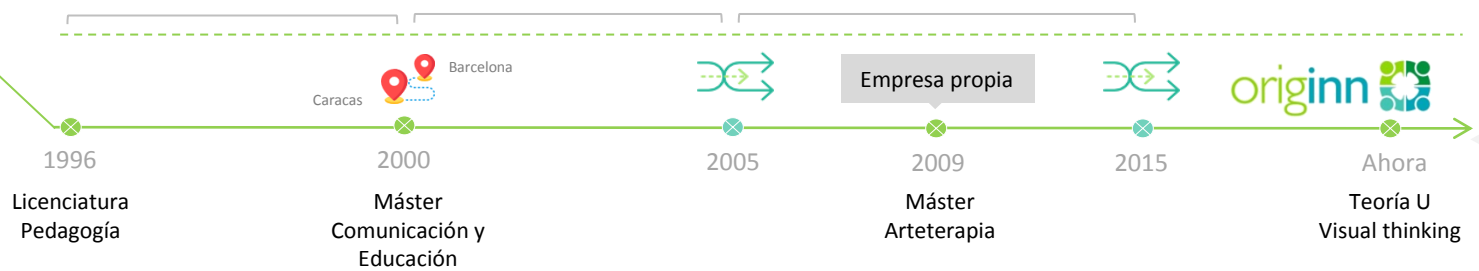 Barcelona
Caracas
Empresa propia
originn
1996
2000
2005
2009
2015
Ahora
Licenciatura
Pedagogía
Máster
Comunicación y
Educación
Máster
Arteterapia
Teoría U
Visual thinking